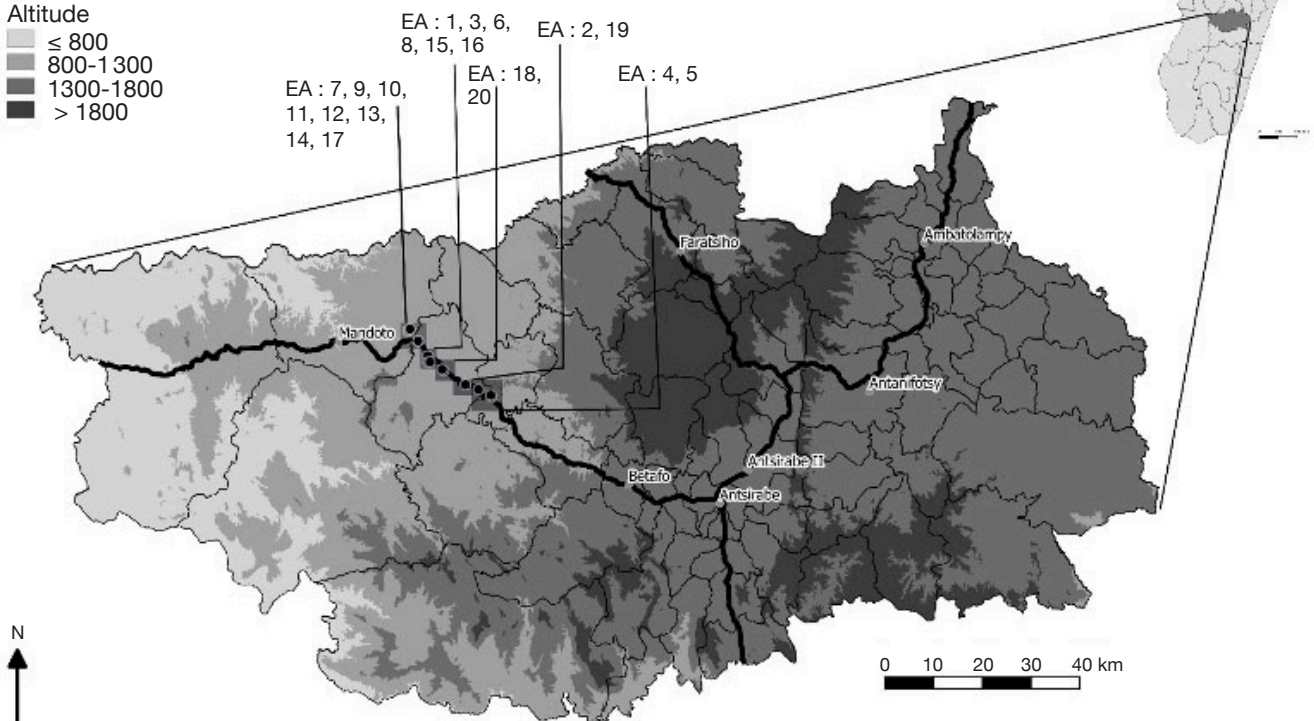 Altitude
≤ 800
800-1300
1300-1800
> 1800
EA : 7, 9, 10,
11, 12, 13,
14, 17
EA : 1, 3, 6,
8, 15, 16
EA : 18,
20
EA : 2, 19
EA : 4, 5
Faratsiho
Ambatolampy
Mandoto
Antanifotsy
Antsirabe II
Betafo
Antsirabe
N
0 10 20 30 40 km